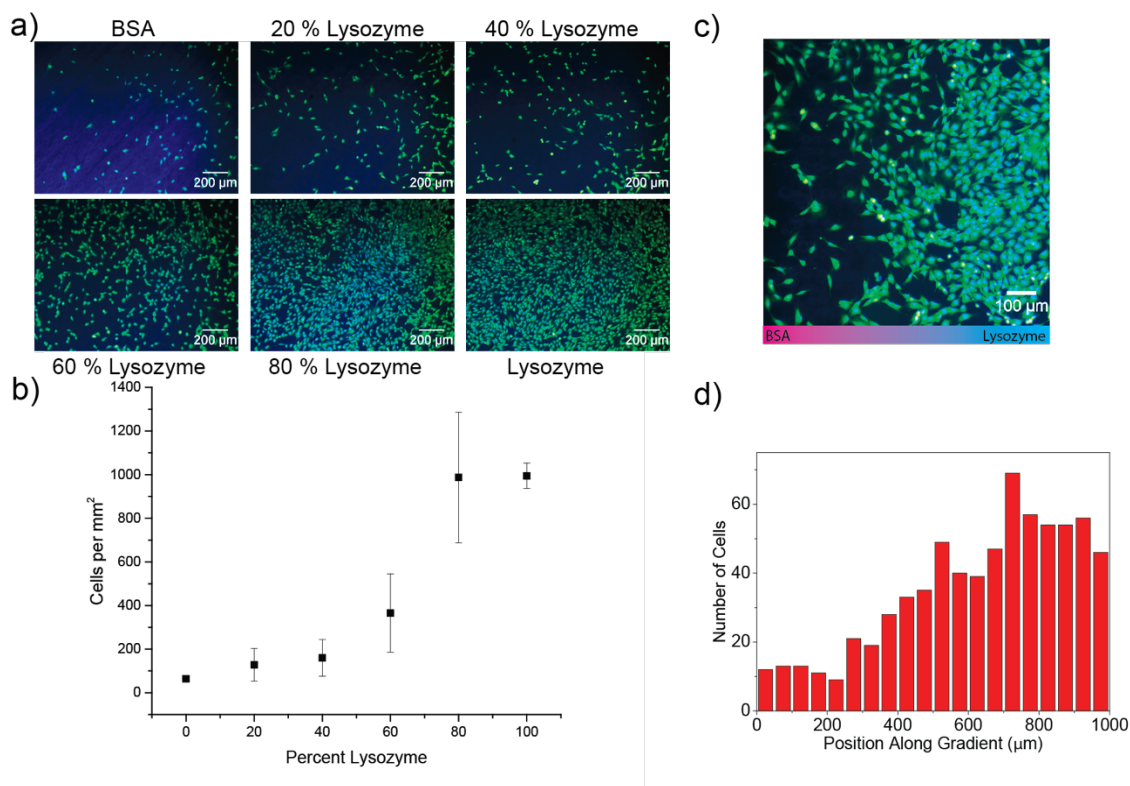 a)
BSA
20 % Lysozyme
40 % Lysozyme
200 µm
200 µm
200 µm
200 µm
200 µm
200 µm
60 % Lysozyme
80 % Lysozyme
Lysozyme
b)
1400
1200
1000
800
600
400
200
0
Cells per mm²
0
20
40
60
80
100
Percent Lysozyme
c)
100 µm
BSA
Lysozyme
d)
60
40
20
0
Number of Cells
0
200
400
600
800
1000
Position Along Gradient (µm)